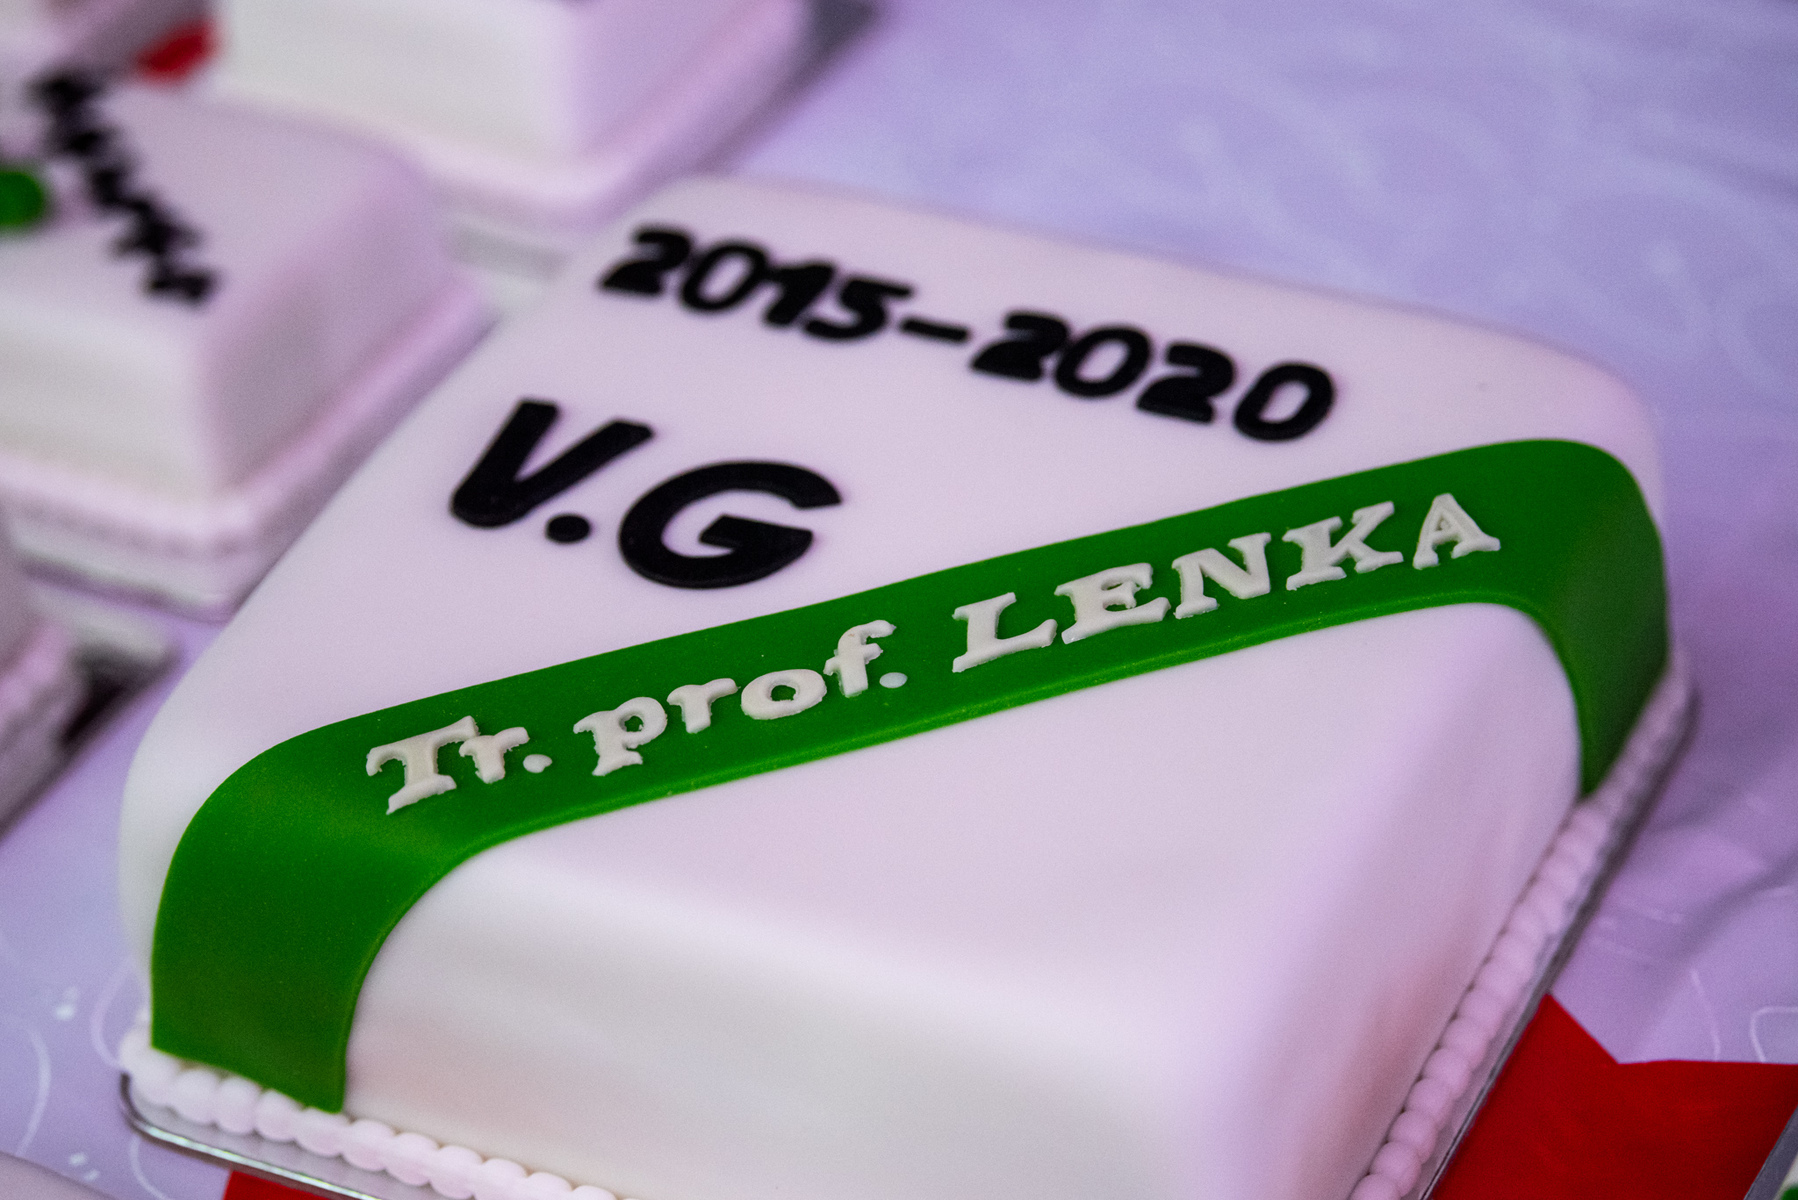 2015-2020
V.G
Tr. prof. LENKA